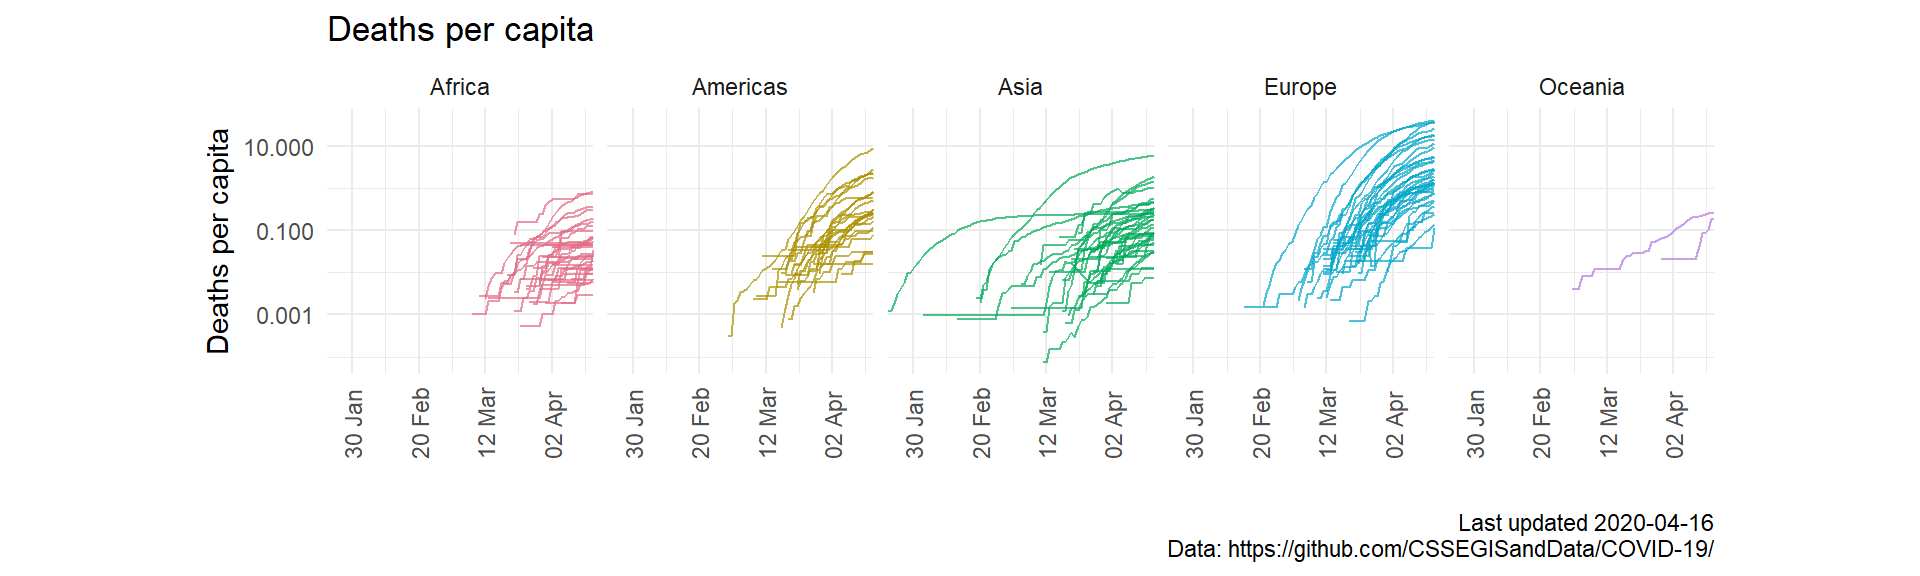 Deaths per capita
Africa
Americas
Asia
Europe
Oceania
Deaths per capita
10.000
0.100
0.001
30 Jan
20 Feb
12 Mar
02 Apr
30 Jan
20 Feb
12 Mar
02 Apr
30 Jan
20 Feb
12 Mar
02 Apr
30 Jan
20 Feb
12 Mar
02 Apr
30 Jan
20 Feb
12 Mar
02 Apr
Last updated 2020-04-16
Data: https://github.com/CSSEGISandData/COVID-19/